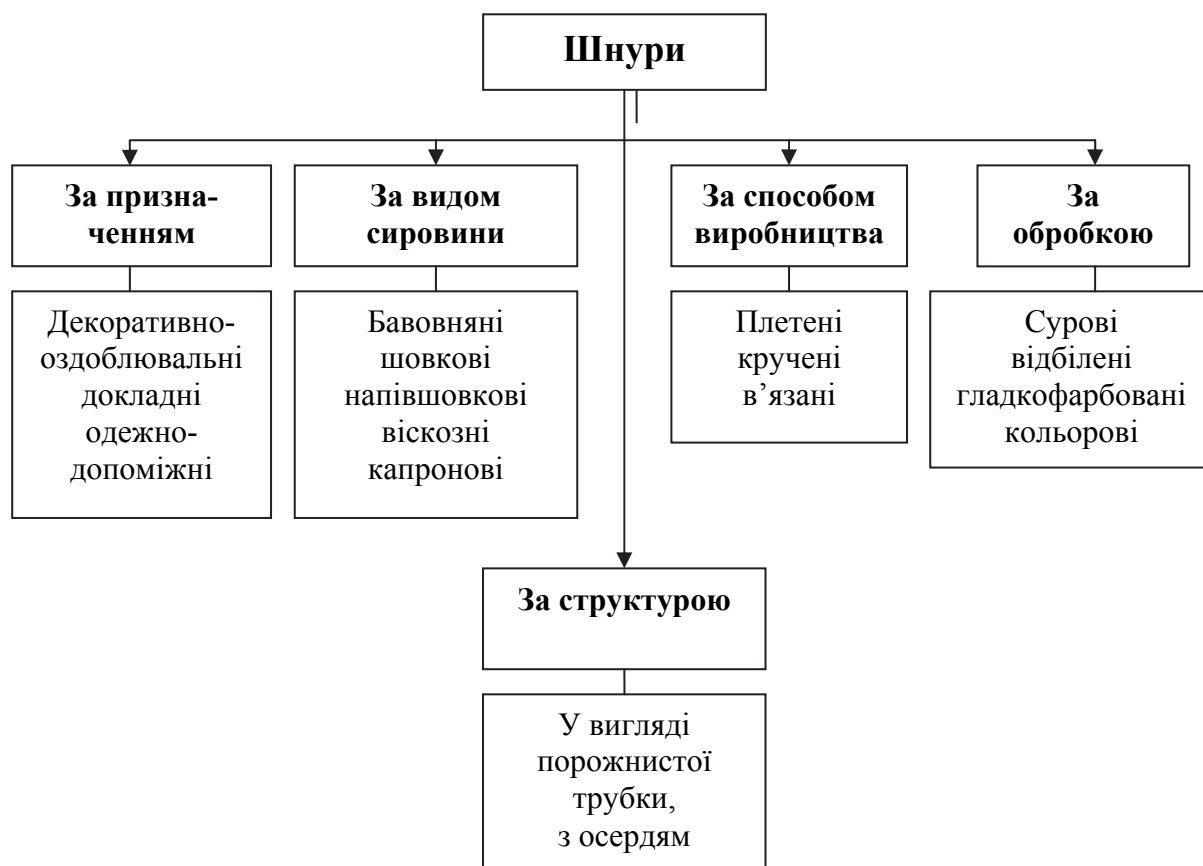 Шнури
За призна-
ченням
За видом
сировини
За способом
виробництва
За
обробкою
Декоративно-
оздоблювальні
докладні
одежно-
допоміжні
Бавовняні
шовкові
напівшовкові
віскозні
капронові
Плетені
кручені
в’язані
Сурові
відбілені
гладкофарбовані
кольорові
За структурою
У вигляді
порожнистої
трубки,
з осердям